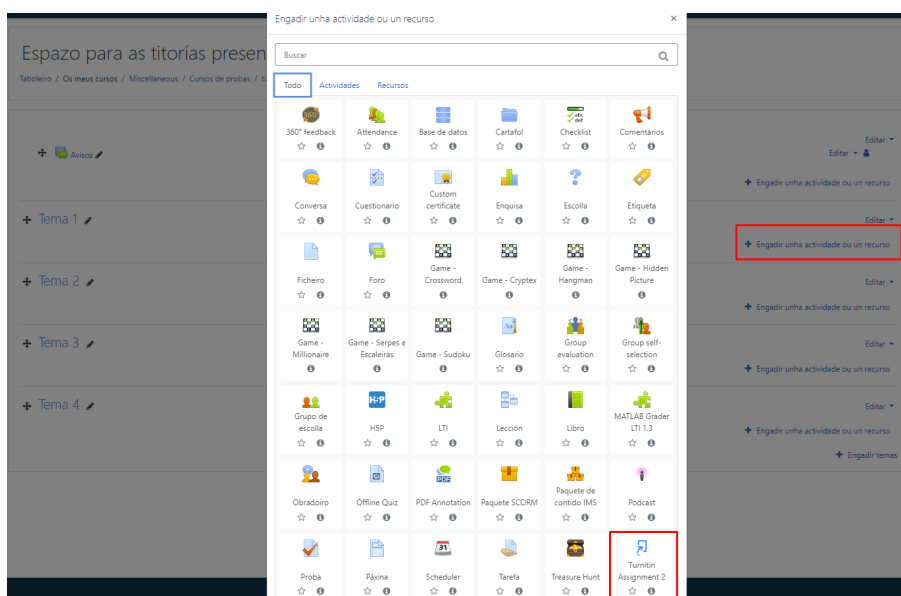 Engadir unha actividade ou un recurso
×
Espazo para as titorías presen
Taboleiro / Os meus cursos / Miscellaneous / Cursos de probas / ti
Buscar
Todo Actividades Recursos
360° feedback Attendance Base de datos Cartafol Checklist Comentarios
Conversa Cuestionario Custom certificate Enquisa Escolla Etiqueta
Ficheiro Foro Game - Crossword Game - Cryptex Game - Hangman Game - Hidden Picture
Game - Millionaire Game - Serpes e Escaleiras Game - Sudoku Glosario Group evaluation Group self-selection
Grupo de escolla H5P LTI Lección Libro MATLAB Grader LTI 1.3
Obradoiro Offline Quiz PDF Annotation Paquete SCORM Paquete de contido IMS Podcast
Proba Páxina Scheduler Tarefa Treasure Hunt Turnitin Assignment 2
Avisos
Editar
Editar
Engadir unha actividade ou un recurso
Tema 1
Editar
Engadir unha actividade ou un recurso
Tema 2
Editar
Engadir unha actividade ou un recurso
Tema 3
Editar
Engadir unha actividade ou un recurso
Tema 4
Editar
Engadir unha actividade ou un recurso
Engadir temas